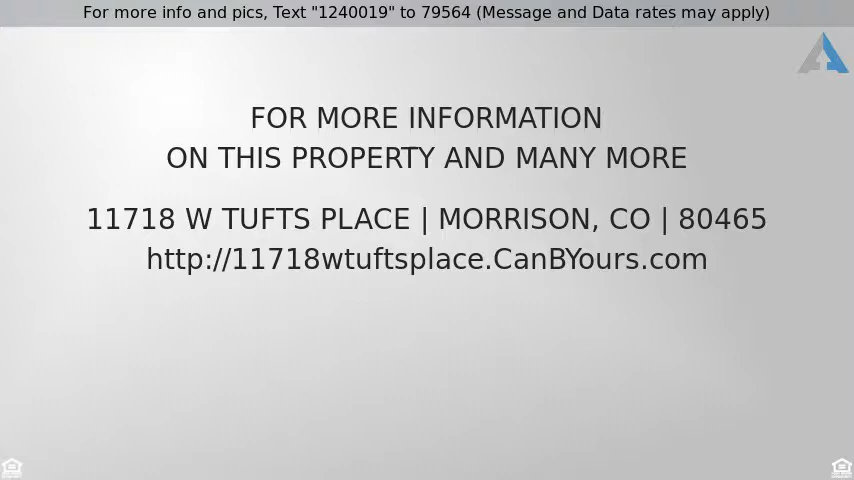 For more info and pics, Text "1240019" to 79564 (Message and Data rates may apply)
FOR MORE INFORMATION
ON THIS PROPERTY AND MANY MORE
11718 W TUFTS PLACE | MORRISON, CO | 80465
http://11718wtuftsplace.CanBYours.com